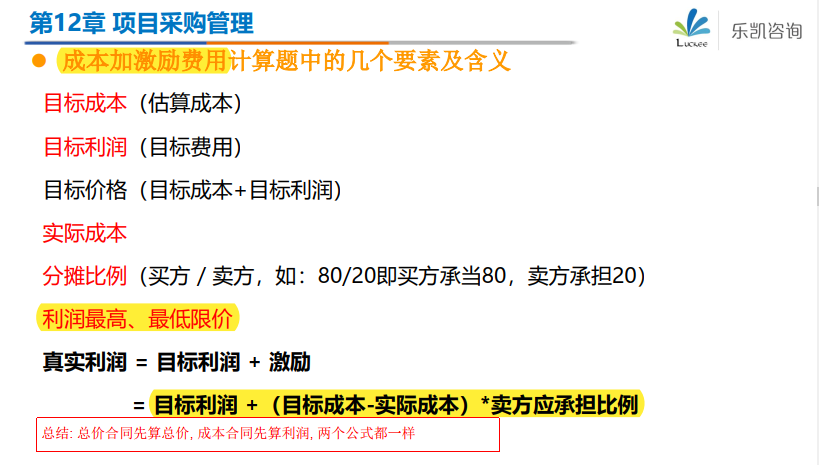 第12章 项目采购管理
Luckee 乐凯咨询
成本加激励费用计算题中的几个要素及含义
目标成本（估算成本）
目标利润（目标费用）
目标价格（目标成本+目标利润）
实际成本
分摊比例（买方 / 卖方，如：80/20即买方承当80，卖方承担20）
利润最高、最低限价
真实利润 = 目标利润 + 激励
= 目标利润 +（目标成本-实际成本）*卖方应承担比例
总结: 总价合同先算总价, 成本合同先算利润, 两个公式都一样